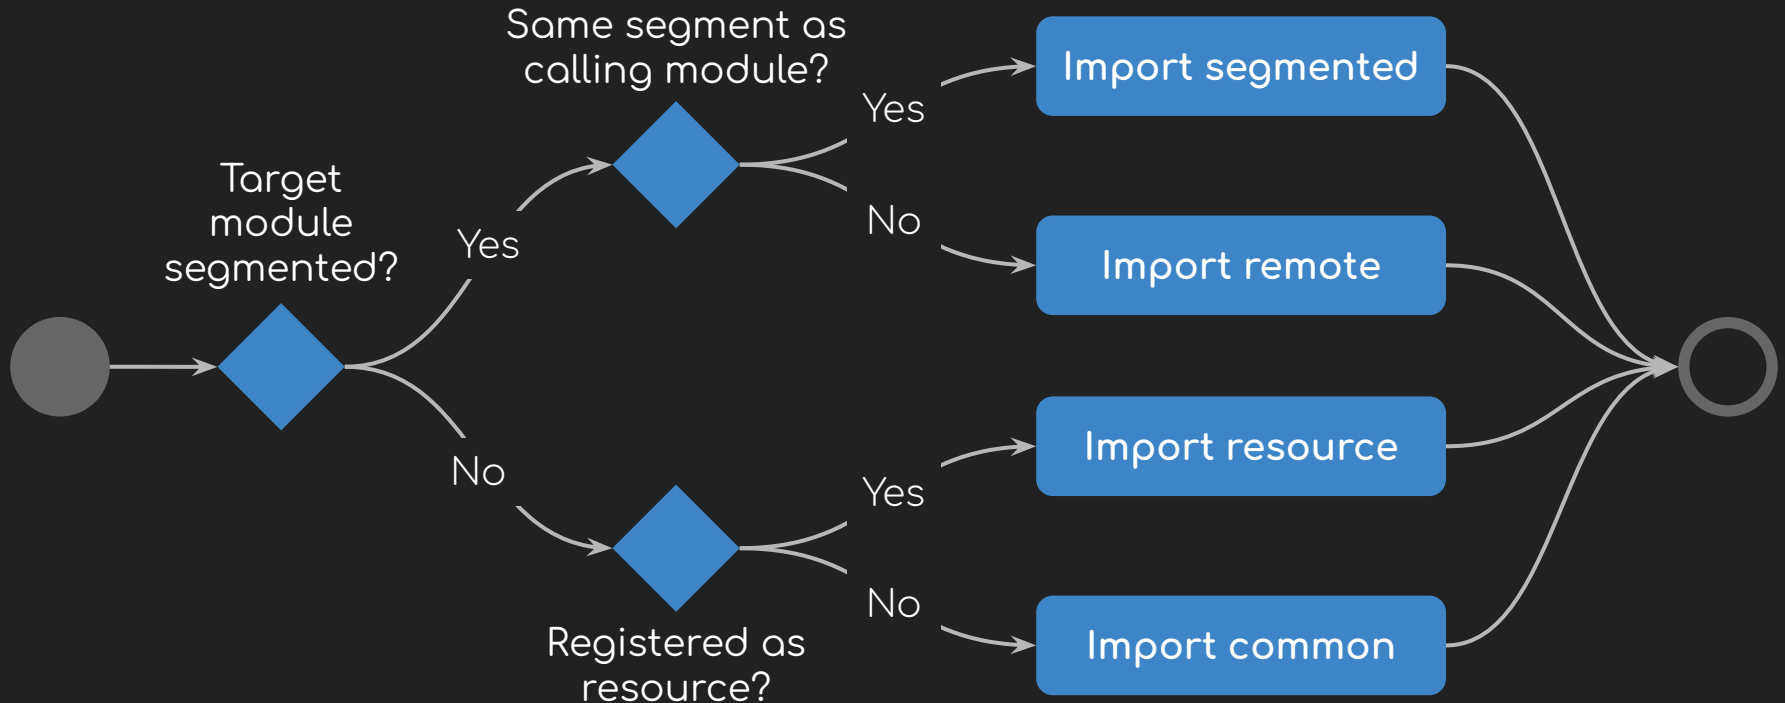 Same segment as
calling module?
Import segmented
Yes
Target
module
segmented?
Yes
No
Import remote
No
Yes
Import resource
No
Import common
Registered as
resource?